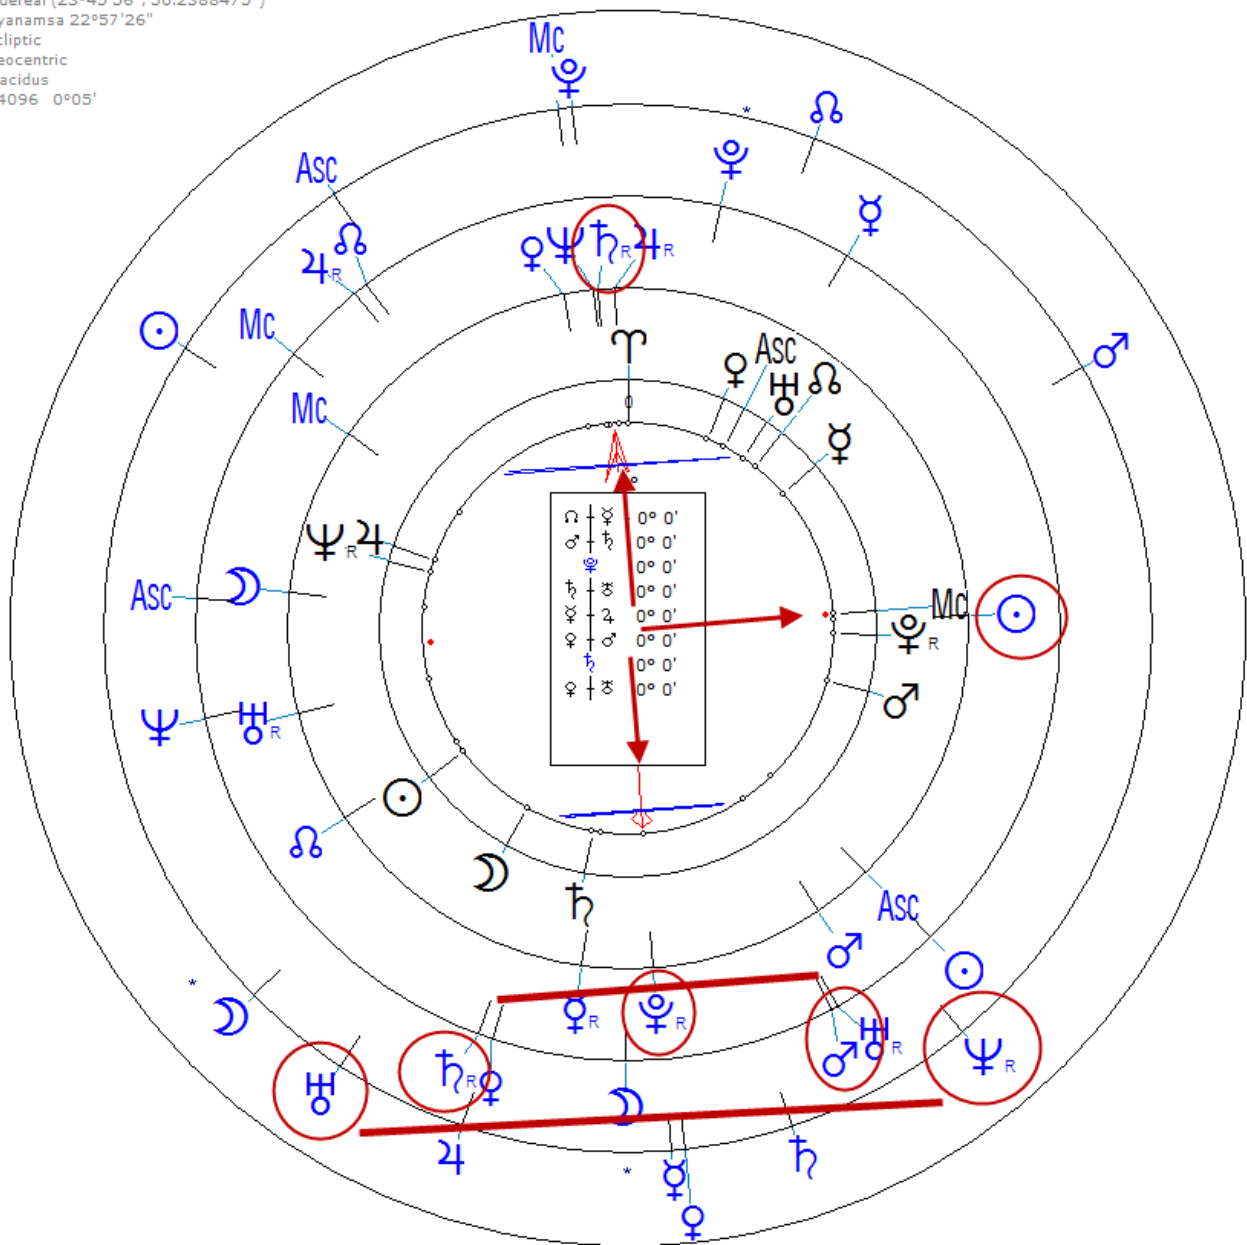 yanamsa 22°57'26"
cliptic
eocentric
acidus
4096 0°05'
Mc
♇
☊
Asc
♇
☿
☊
♀ ♆ ♄ R ♃ R
♃ R
☉
Mc
♈
♀ Asc
♂
♅ ☊
0
Mc
☿
☊ ☿ 0° 0'
♂ ♄ 0° 0'
♇ 0° 0'
♄ ♅ 0° 0'
☿ ♃ 0° 0'
♀ ♂ 0° 0'
♄ 0° 0'
♀ ♅ 0° 0'
♆ R ♃
Asc ☽
Mc ☉
♇ R
♂
♆ ♅ R
☉
☊
☽
♄
Asc
♂
☉
☽
☿ R ♇ R
♂ ♅ R
♆ R
♅
♄ R ♀
☽
♃
♄
☿
♀